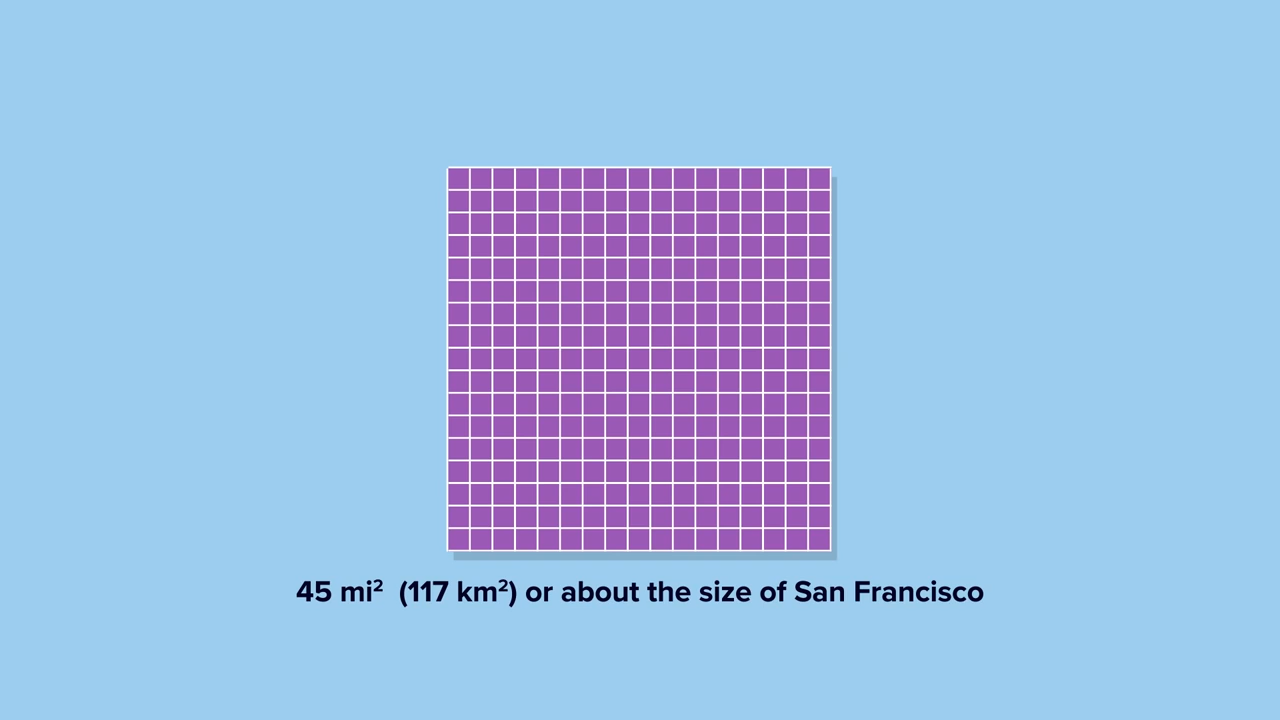 45 mi²  (117 km²) or about the size of San Francisco